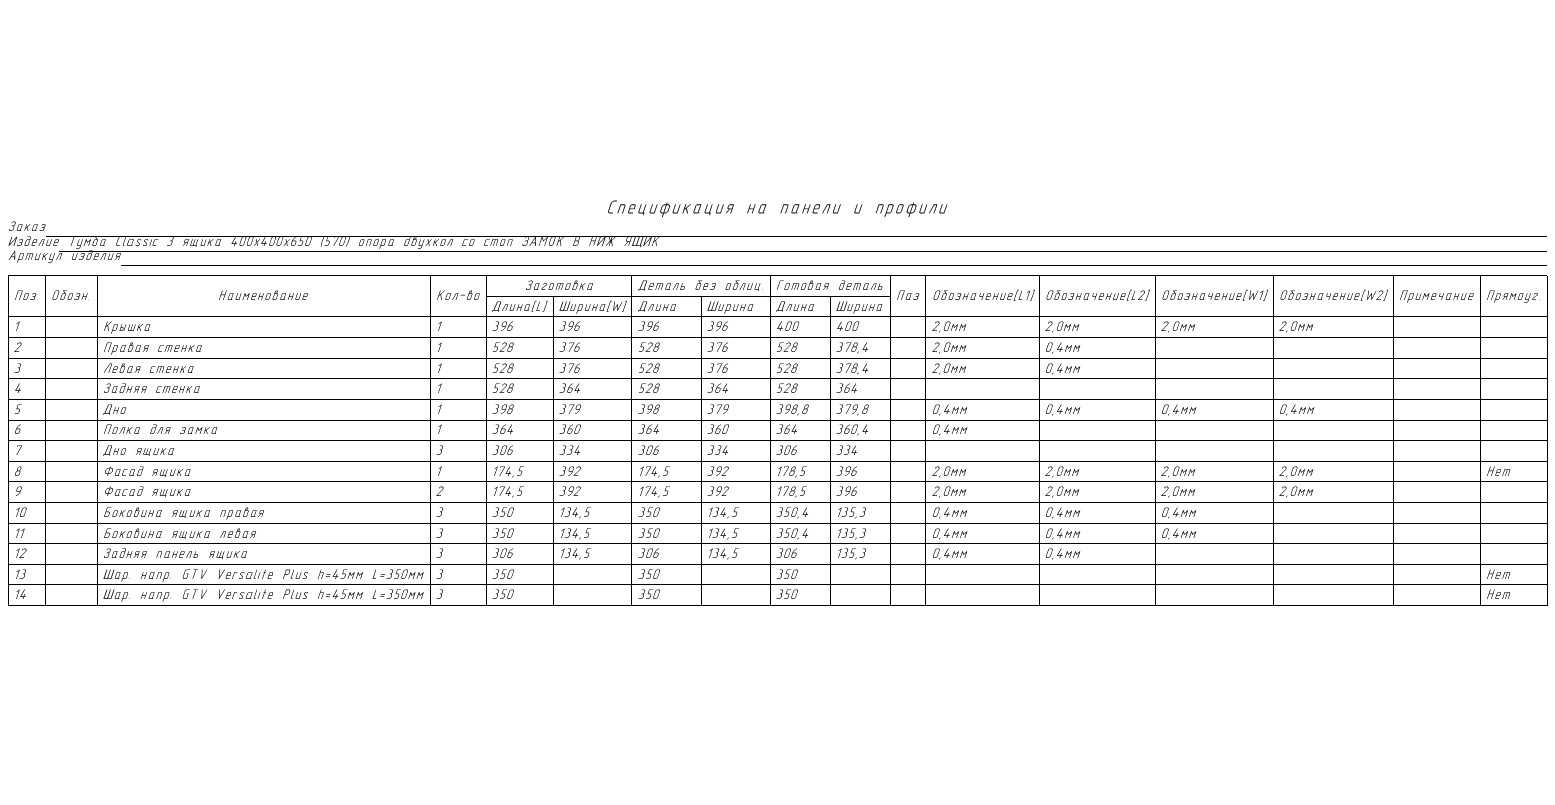 Спецификация на панели и профили
Заказ
Изделие Тумба Classic 3 ящика 400x400x650 (570) опора двухкол со стоп ЗАМОК В НИЖ ЯЩИК
Артикул изделия
Поз. Обозн. Наименование Кол-во Заготовка Деталь без облиц. Готовая деталь Паз Обозначение[L1] Обозначение[L2] Обозначение[W1] Обозначение[W2] Примечание Прямоуг.
Длина[L] Ширина[W] Длина Ширина Длина Ширина
1 Крышка 1 396 396 396 396 400 400 2,0мм 2,0мм 2,0мм 2,0мм
2 Правая стенка 1 528 376 528 376 528 378,4 2,0мм 0,4мм
3 Левая стенка 1 528 376 528 376 528 378,4 2,0мм 0,4мм
4 Задняя стенка 1 528 364 528 364 528 364
5 Дно 1 398 379 398 379 398,8 379,8 0,4мм 0,4мм 0,4мм 0,4мм
6 Полка для замка 1 364 360 364 360 364 360,4 0,4мм
7 Дно ящика 3 306 334 306 334 306 334
8 Фасад ящика 1 174,5 392 174,5 392 178,5 396 2,0мм 2,0мм 2,0мм 2,0мм Нет
9 Фасад ящика 2 174,5 392 174,5 392 178,5 396 2,0мм 2,0мм 2,0мм 2,0мм
10 Боковина ящика правая 3 350 134,5 350 134,5 350,4 135,3 0,4мм 0,4мм 0,4мм
11 Боковина ящика левая 3 350 134,5 350 134,5 350,4 135,3 0,4мм 0,4мм 0,4мм
12 Задняя панель ящика 3 306 134,5 306 134,5 306 135,3 0,4мм 0,4мм
13 Шар. напр. GTV Versalite Plus h=45мм L=350мм 3 350 350 350 Нет
14 Шар. напр. GTV Versalite Plus h=45мм L=350мм 3 350 350 350 Нет